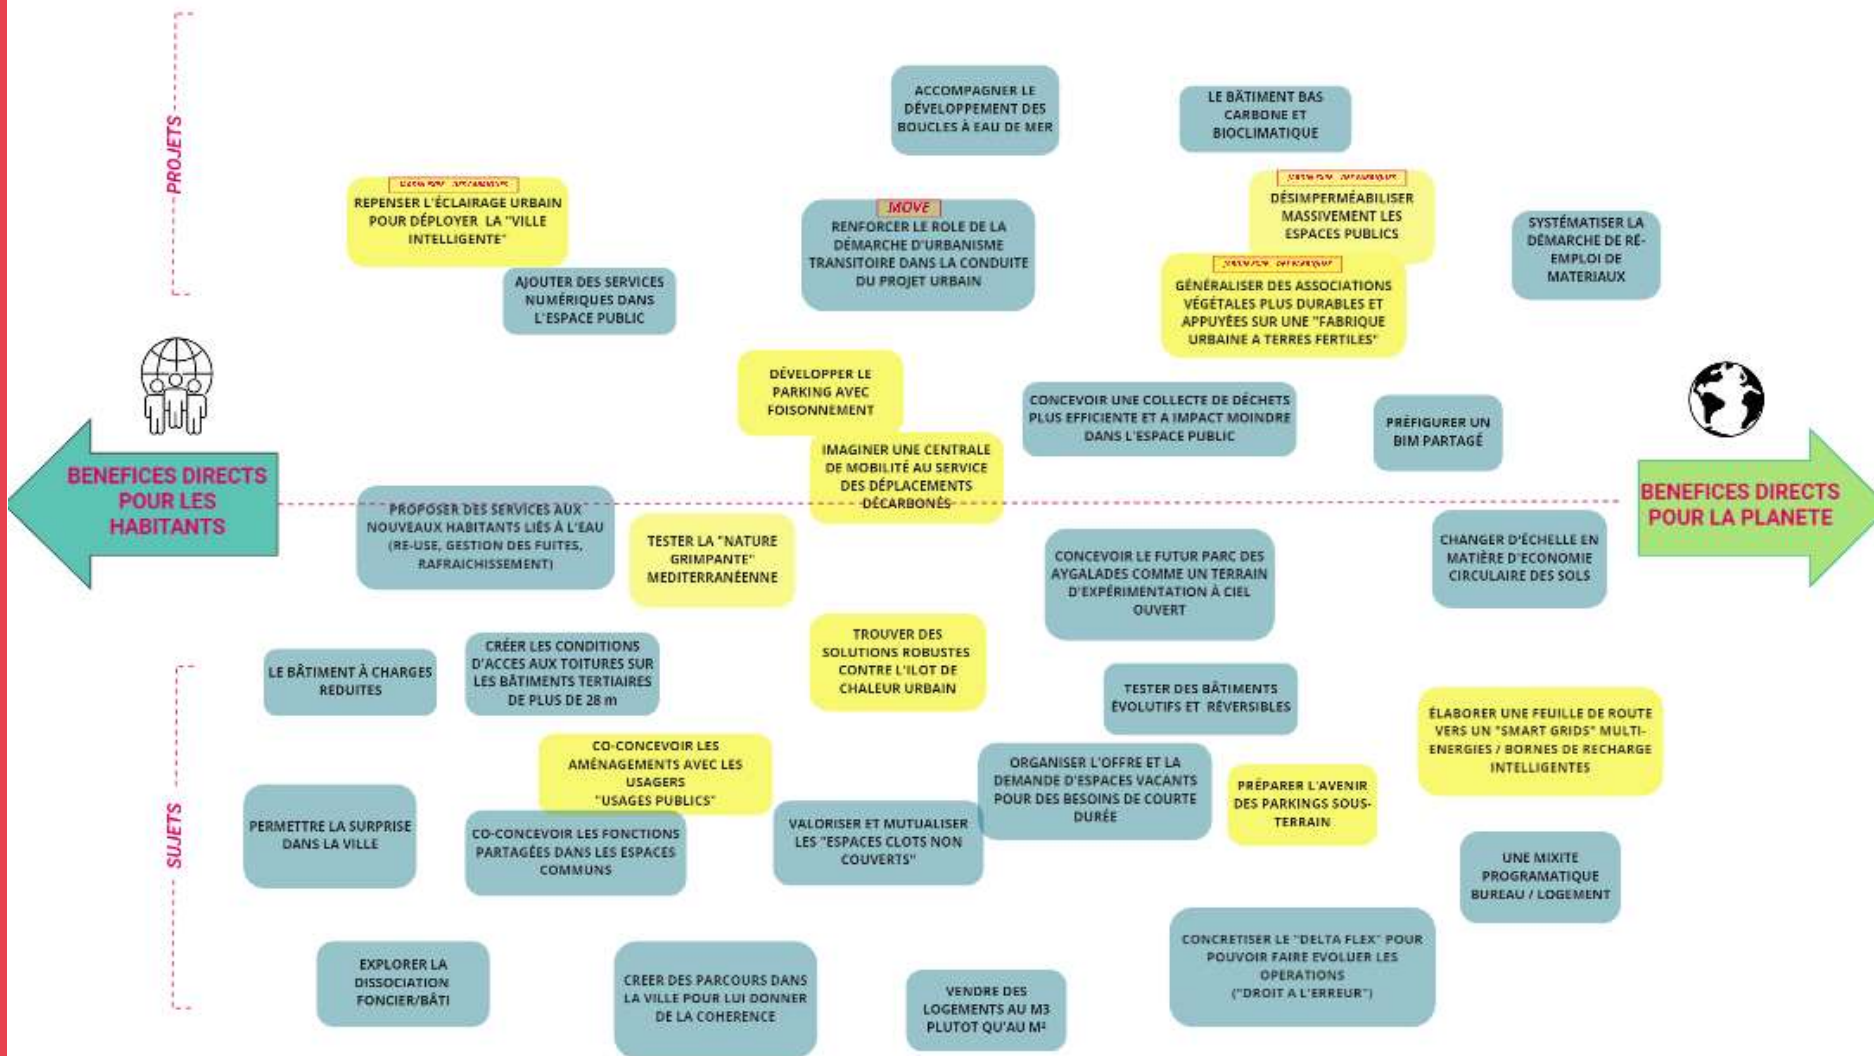 PROJETS
ACCOMPAGNER LE
DÉVELOPPEMENT DES
BOUCLES À EAU DE MER
LE BÂTIMENT BAS
CARBONE ET
BIOCLIMATIQUE
REPENSER L'ÉCLAIRAGE URBAIN
POUR DÉPLOYER LA "VILLE
INTELLIGENTE"
AJOUTER DES SERVICES
NUMÉRIQUES DANS
L'ESPACE PUBLIC
MOVE
RENFORCER LE ROLE DE LA
DÉMARCHE D'URBANISME
TRANSITOIRE DANS LA CONDUITE
DU PROJET URBAIN
DÉSIMPERMÉABILISER
MASSIVEMENT LES
ESPACES PUBLICS
GÉNÉRALISER DES ASSOCIATIONS
VÉGÉTALES PLUS DURABLES ET
APPUYÉES SUR UNE "FABRIQUE
URBAINE A TERRES FERTILES"
SYSTÉMATISER LA
DÉMARCHE DE RÉ-
EMPLOI DE
MATERIAUX
DÉVELOPPER LE
PARKING AVEC
FOISONNEMENT
IMAGINER UNE CENTRALE
DE MOBILITÉ AU SERVICE
DES DÉPLACEMENTS
DÉCARBONÉS
CONCEVOIR UNE COLLECTE DE DÉCHETS
PLUS EFFICIENTE ET A IMPACT MOINDRE
DANS L'ESPACE PUBLIC
PRÉFIGURER UN
BIM PARTAGÉ
BENEFICES DIRECTS
POUR LES
HABITANTS
BENEFICES DIRECTS
POUR LA PLANETE
PROPOSER DES SERVICES AUX
NOUVEAUX HABITANTS LIÉS À L'EAU
(RE-USE, GESTION DES FUITES,
RAFRAICHISSEMENT)
TESTER LA "NATURE
GRIMPANTE"
MEDITERRANÉENNE
CONCEVOIR LE FUTUR PARC DES
AYGALADES COMME UN TERRAIN
D'EXPÉRIMENTATION À CIEL
OUVERT
CHANGER D'ÉCHELLE EN
MATIÈRE D'ECONOMIE
CIRCULAIRE DES SOLS
SUJETS
LE BÂTIMENT À CHARGES
REDUITES
CRÉER LES CONDITIONS
D'ACCES AUX TOITURES SUR
LES BÂTIMENTS TERTIAIRES
DE PLUS DE 28 m
TROUVER DES
SOLUTIONS ROBUSTES
CONTRE L'ILOT DE
CHALEUR URBAIN
TESTER DES BÂTIMENTS
ÉVOLUTIFS ET RÉVERSIBLES
ÉLABORER UNE FEUILLE DE ROUTE
VERS UN "SMART GRIDS" MULTI-
ENERGIES / BORNES DE RECHARGE
INTELLIGENTES
CO-CONCEVOIR LES
AMÉNAGEMENTS AVEC LES
USAGERS
"USAGES PUBLICS"
ORGANISER L'OFFRE ET LA
DEMANDE D'ESPACES VACANTS
POUR DES BESOINS DE COURTE
DURÉE
PRÉPARER L'AVENIR
DES PARKINGS SOUS-
TERRAIN
PERMETTRE LA SURPRISE
DANS LA VILLE
CO-CONCEVOIR LES FONCTIONS
PARTAGÉES DANS LES ESPACES
COMMUNS
VALORISER ET MUTUALISER
LES "ESPACES CLOTS NON
COUVERTS"
UNE MIXITE
PROGRAMATIQUE
BUREAU / LOGEMENT
EXPLORER LA
DISSOCIATION
FONCIER/BÂTI
CREER DES PARCOURS DANS
LA VILLE POUR LUI DONNER
DE LA COHERENCE
VENDRE DES
LOGEMENTS AU M3
PLUTOT QU'AU M²
CONCRETISER LE "DELTA FLEX" POUR
POUVOIR FAIRE EVOLUER LES
OPERATIONS
("DROIT A L'ERREUR")